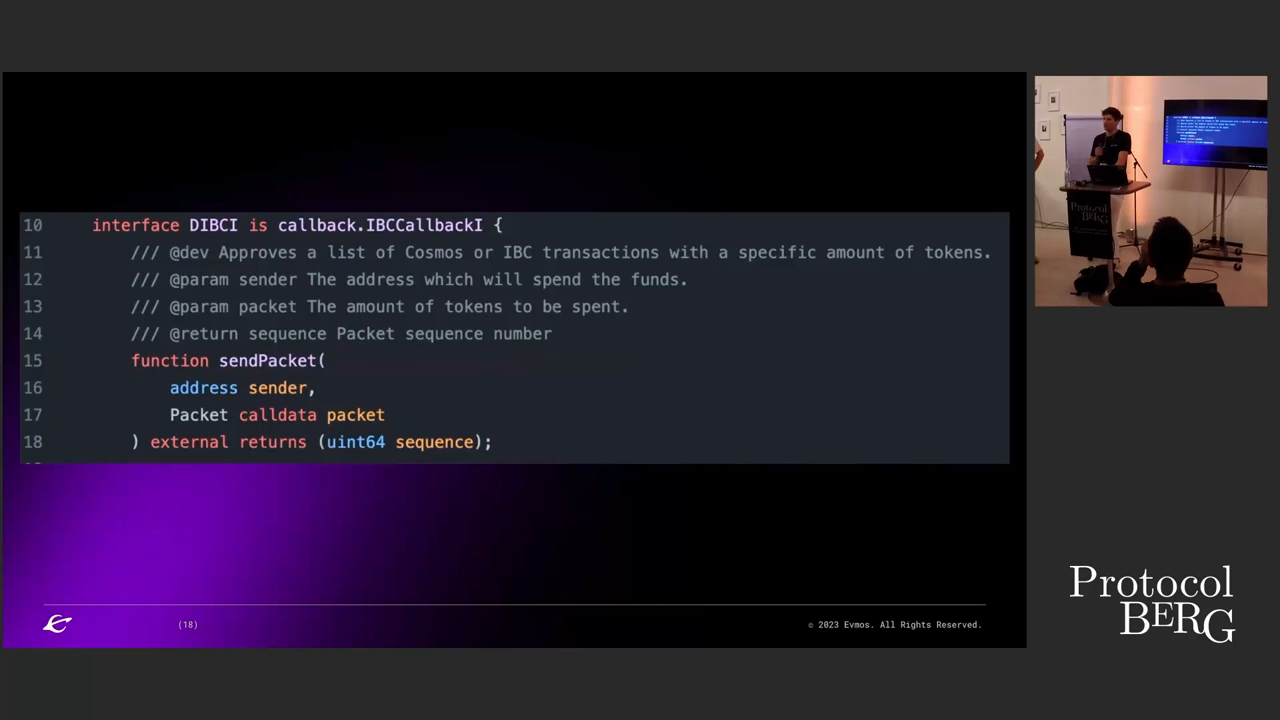 10 interface DIBCI is callback.IBCCallbackI {
11 /// @dev Approves a list of Cosmos or IBC transactions with a specific amount of tokens.
12 /// @param sender The address which will spend the funds.
13 /// @param packet The amount of tokens to be spent.
14 /// @return sequence Packet sequence number
15 function sendPacket(
16 address sender,
17 Packet calldata packet
18 ) external returns (uint64 sequence);
(18)
© 2023 Evmos. All Rights Reserved.
Protocol
BERG
Protocol
BERG